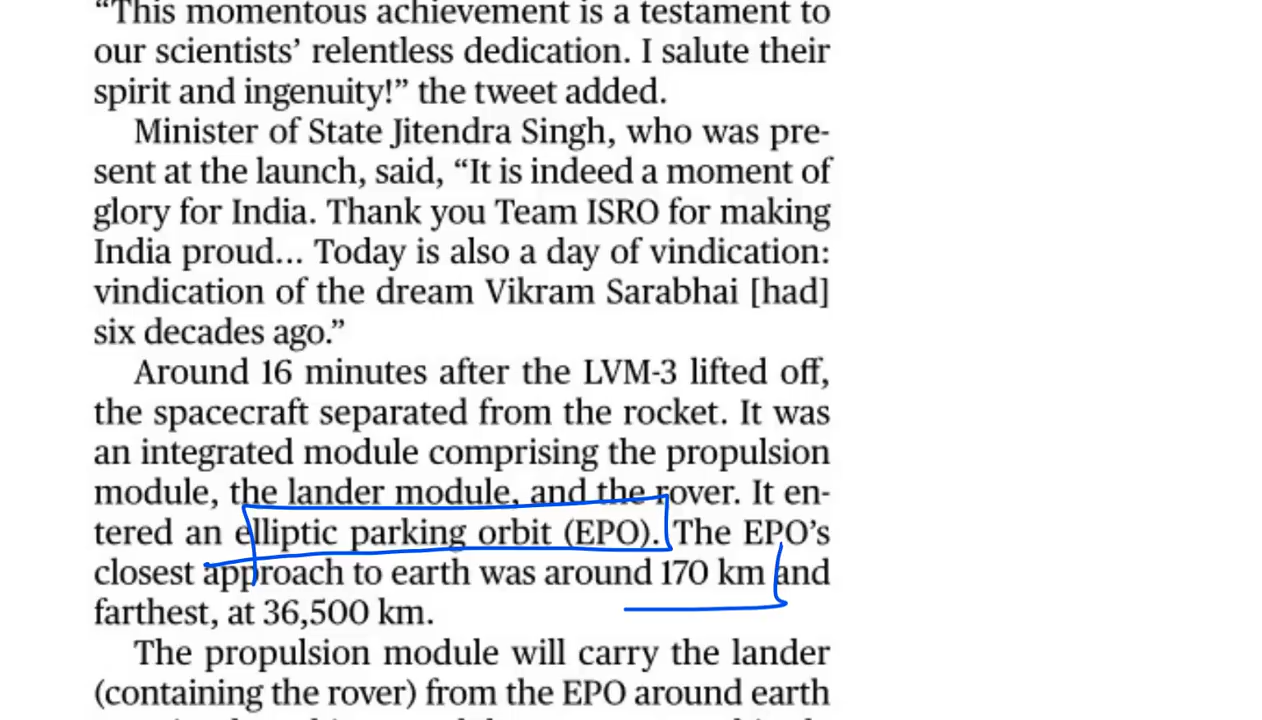 “This momentous achievement is a testament to
our scientists’ relentless dedication. I salute their
spirit and ingenuity!” the tweet added.
Minister of State Jitendra Singh, who was pre-
sent at the launch, said, “It is indeed a moment of
glory for India. Thank you Team ISRO for making
India proud... Today is also a day of vindication:
vindication of the dream Vikram Sarabhai [had]
six decades ago.”
Around 16 minutes after the LVM-3 lifted off,
the spacecraft separated from the rocket. It was
an integrated module comprising the propulsion
module, the lander module, and the rover. It en-
tered an elliptic parking orbit (EPO). The EPO’s
closest approach to earth was around 170 km and
farthest, at 36,500 km.
The propulsion module will carry the lander
(containing the rover) from the EPO around earth